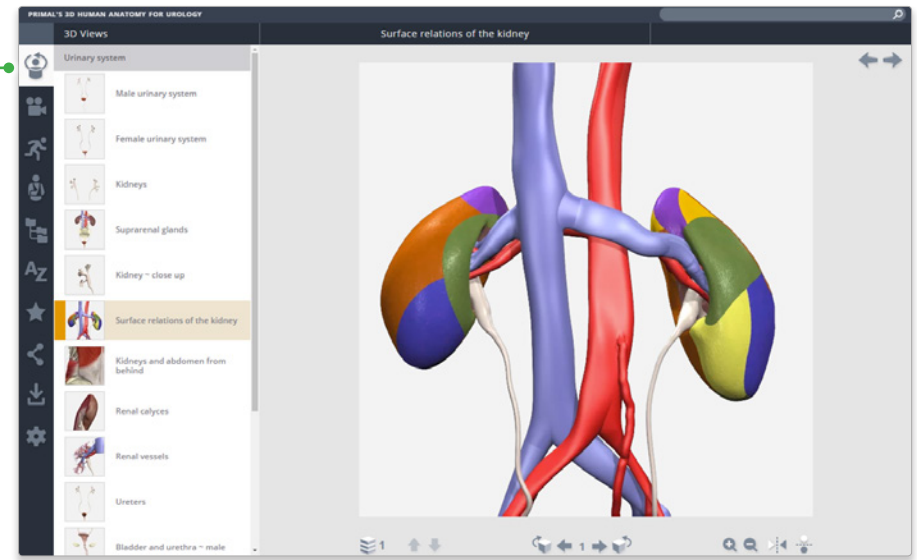 PRIMAL'S 3D HUMAN ANATOMY FOR UROLOGY
3D Views
Surface relations of the kidney
Urinary system
Male urinary system
Female urinary system
Kidneys
Suprarenal glands
Kidney ~ close up
Surface relations of the kidney
Kidneys and abdomen from
behind
Renal calyces
Renal vessels
Ureters
Bladder and urethra ~ male
AZ
1
1